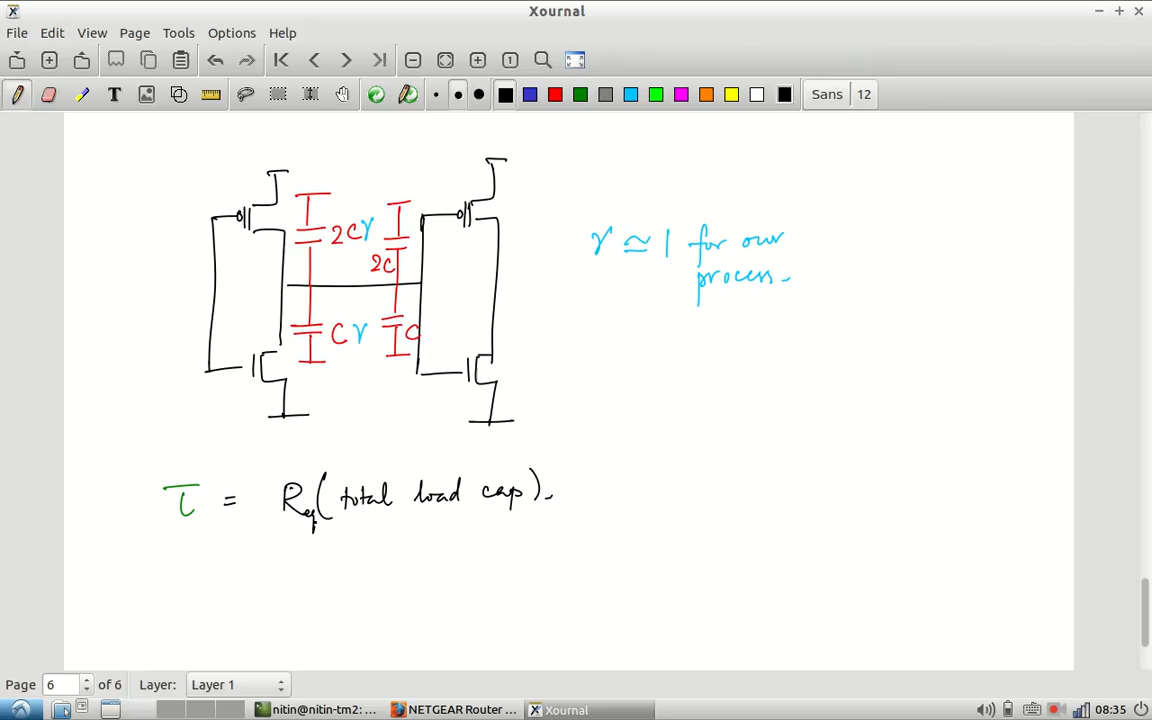 Xournal
File Edit View Page Tools Options Help
Sans 12
2Cγ
2C
Cγ
C
γ ≃ 1 for our
process.
τ = Req(total load cap).
Page 6 of 6 Layer: Layer 1
nitin@nitin-tm2: ... NETGEAR Router ... Xournal 08:35